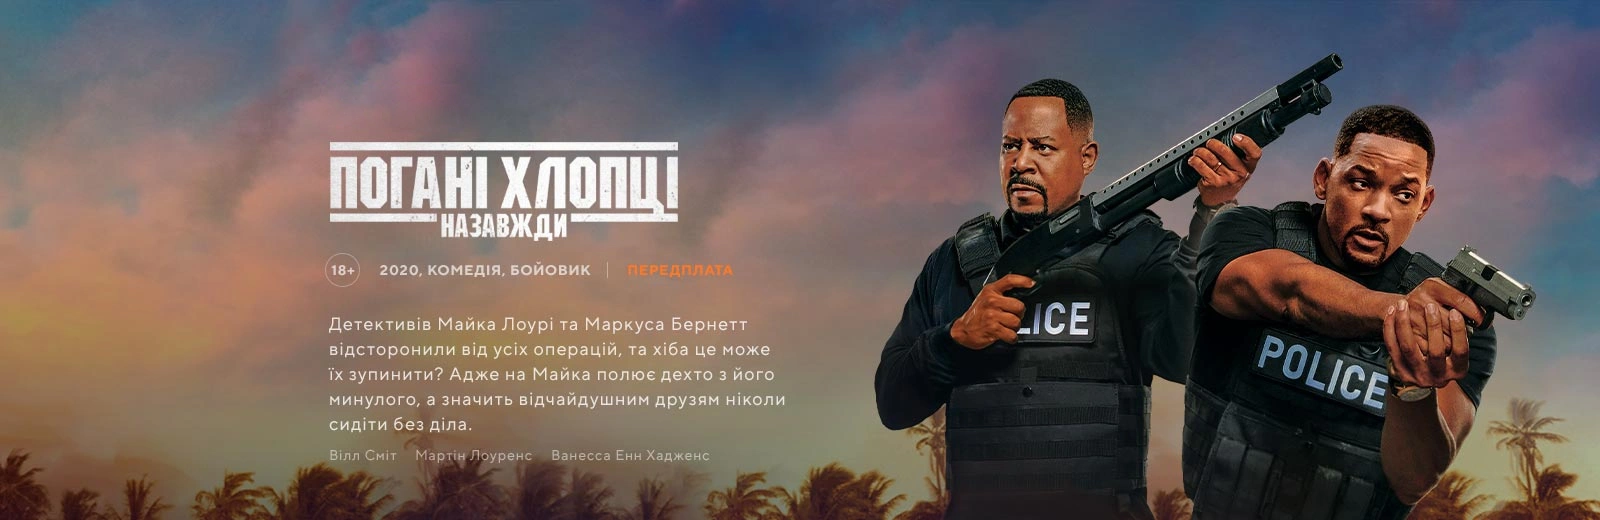 ПОГАНІ ХЛОПЦІ
НАЗАВЖДИ
18+ 2020, КОМЕДІЯ, БОЙОВИК | ПЕРЕДПЛАТА
Детективів Майка Лоурі та Маркуса Бернетт
відсторонили від усіх операцій, та хіба це може
їх зупинити? Адже на Майка полює дехто з його
минулого, а значить відчайдушним друзям ніколи
сидіти без діла.
Вілл Сміт Мартін Лоуренс Ванесса Енн Хадженс
LICE
POLICE